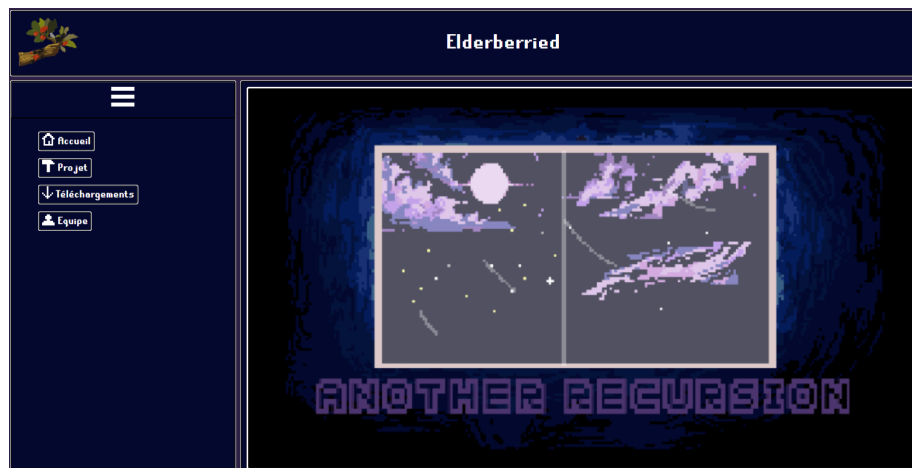 Elderberried
Accueil
Projet
Téléchargements
Equipe
ANOTHER RECURSION